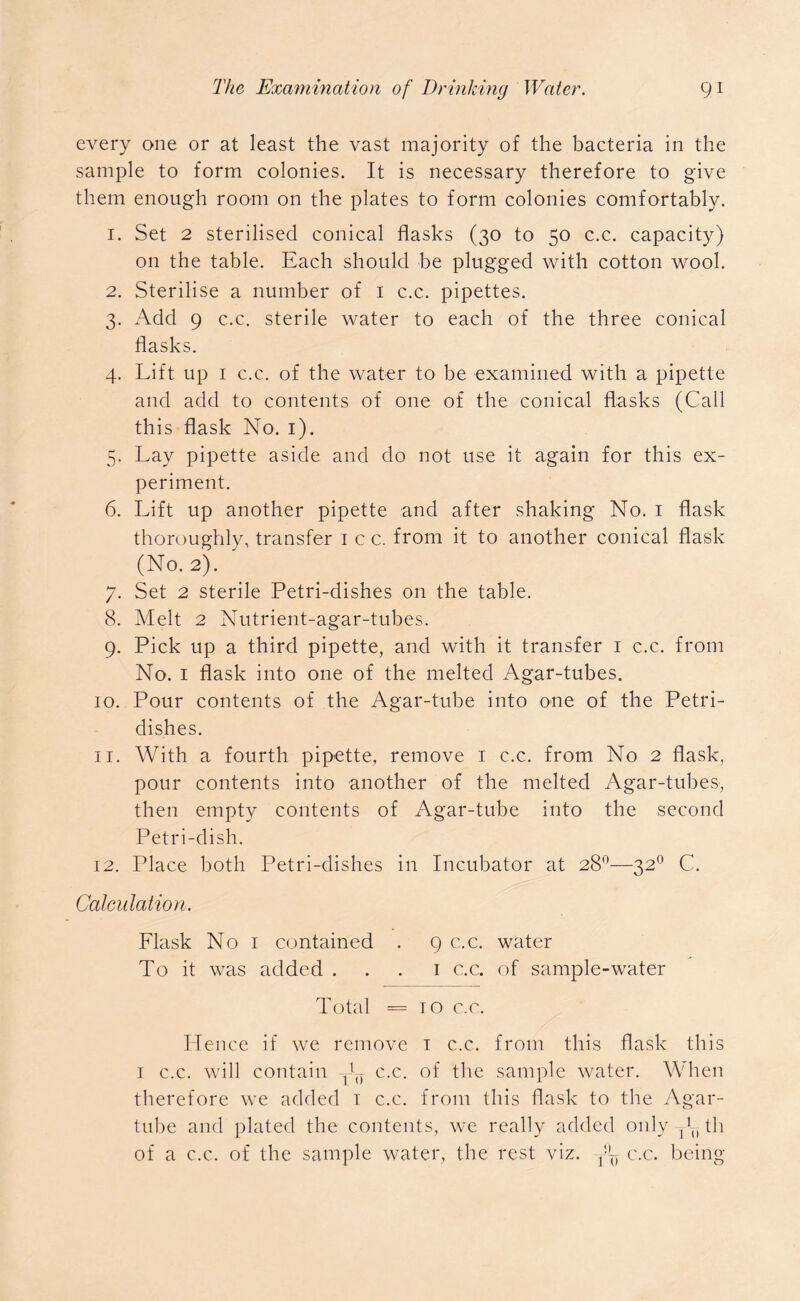 The Examination of Drinking Water. 91
every one or at least the vast majority of the bacteria in the
sample to form colonies. It is necessary therefore to give
them enough room on the plates to form colonies comfortably.
1. Set 2 sterilised conical flasks (30 to 50 c.c. capacity)
on the table. Each should be plugged with cotton wool.
2. Sterilise a number of 1 c.c. pipettes.
3. Add 9 c.c. sterile water to each of the three conical
flasks.
4. Lift up 1 c.c. of the water to be examined with a pipette
and add to contents of one of the conical flasks (Call
this flask No. 1).
5. Lay pipette aside and do not use it again for this ex-
periment.
6. Lift up another pipette and after shaking No. 1 flask
thoroughly, transfer 1 c c. from it to another conical flask
(No. 2).
7. Set 2 sterile Petri-dishes on the table.
8. Melt 2 Nutrient-agar-tubes.
9. Pick up a third pipette, and with it transfer 1 c.c. from
No. 1 flask into one of the melted Agar-tubes.
10. Pour contents of the Agar-tube into one of the Petri-
dishes.
11. With a fourth pipette, remove 1 c.c. from No 2 flask,
pour contents into another of the melted Agar-tubes,
then empty contents of Agar-tube into the second
Petri-dish.
12. Place both Petri-dishes in Incubator at 28⁰—32⁰ C.
Calculation.
Flask No 1 contained . 9 c.c. water
To it was added . . . 1 c.c. of sample-water
Total = 10 c.c.
Hence if we remove 1 c.c. from this flask this
1 c.c. will contain 1/10 c.c. of the sample water. When
therefore we added 1 c.c. from this flask to the Agar-
tube and plated the contents, we really added only 1/10 th
of a c.c. of the sample water, the rest viz. 9/10 c.c. being